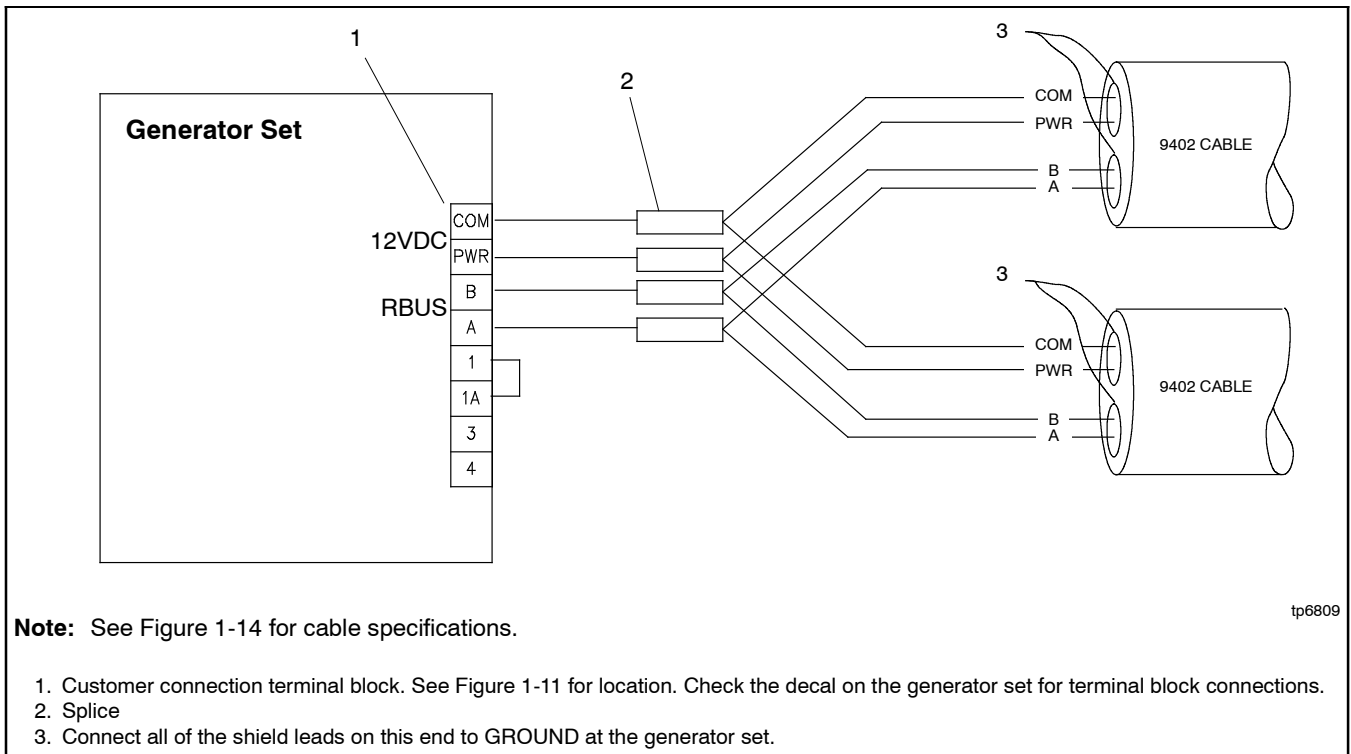 1
2
3
Generator Set
12VDC
RBUS
COM
PWR
B
A
1
1A
3
4
COM
PWR
B
A
9402 CABLE
3
COM
PWR
B
A
9402 CABLE
tp6809
Note: See Figure 1-14 for cable specifications.
1. Customer connection terminal block. See Figure 1-11 for location. Check the decal on the generator set for terminal block connections.
2. Splice
3. Connect all of the shield leads on this end to GROUND at the generator set.